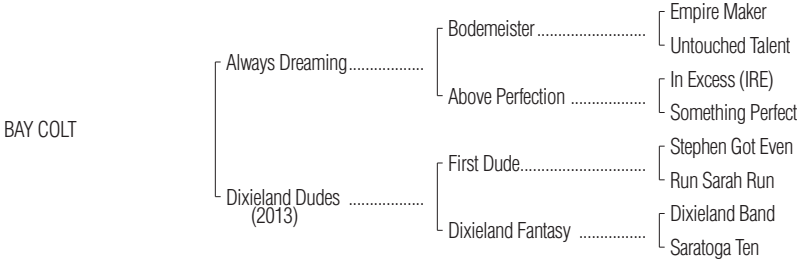 BAY COLT
Always Dreaming..................
Dixieland Dudes ..................
(2013)
Bodemeister..........................
Above Perfection ..................
First Dude..............................
Dixieland Fantasy ................
Empire Maker
Untouched Talent
In Excess (IRE)
Something Perfect
Stephen Got Even
Run Sarah Run
Dixieland Band
Saratoga Ten